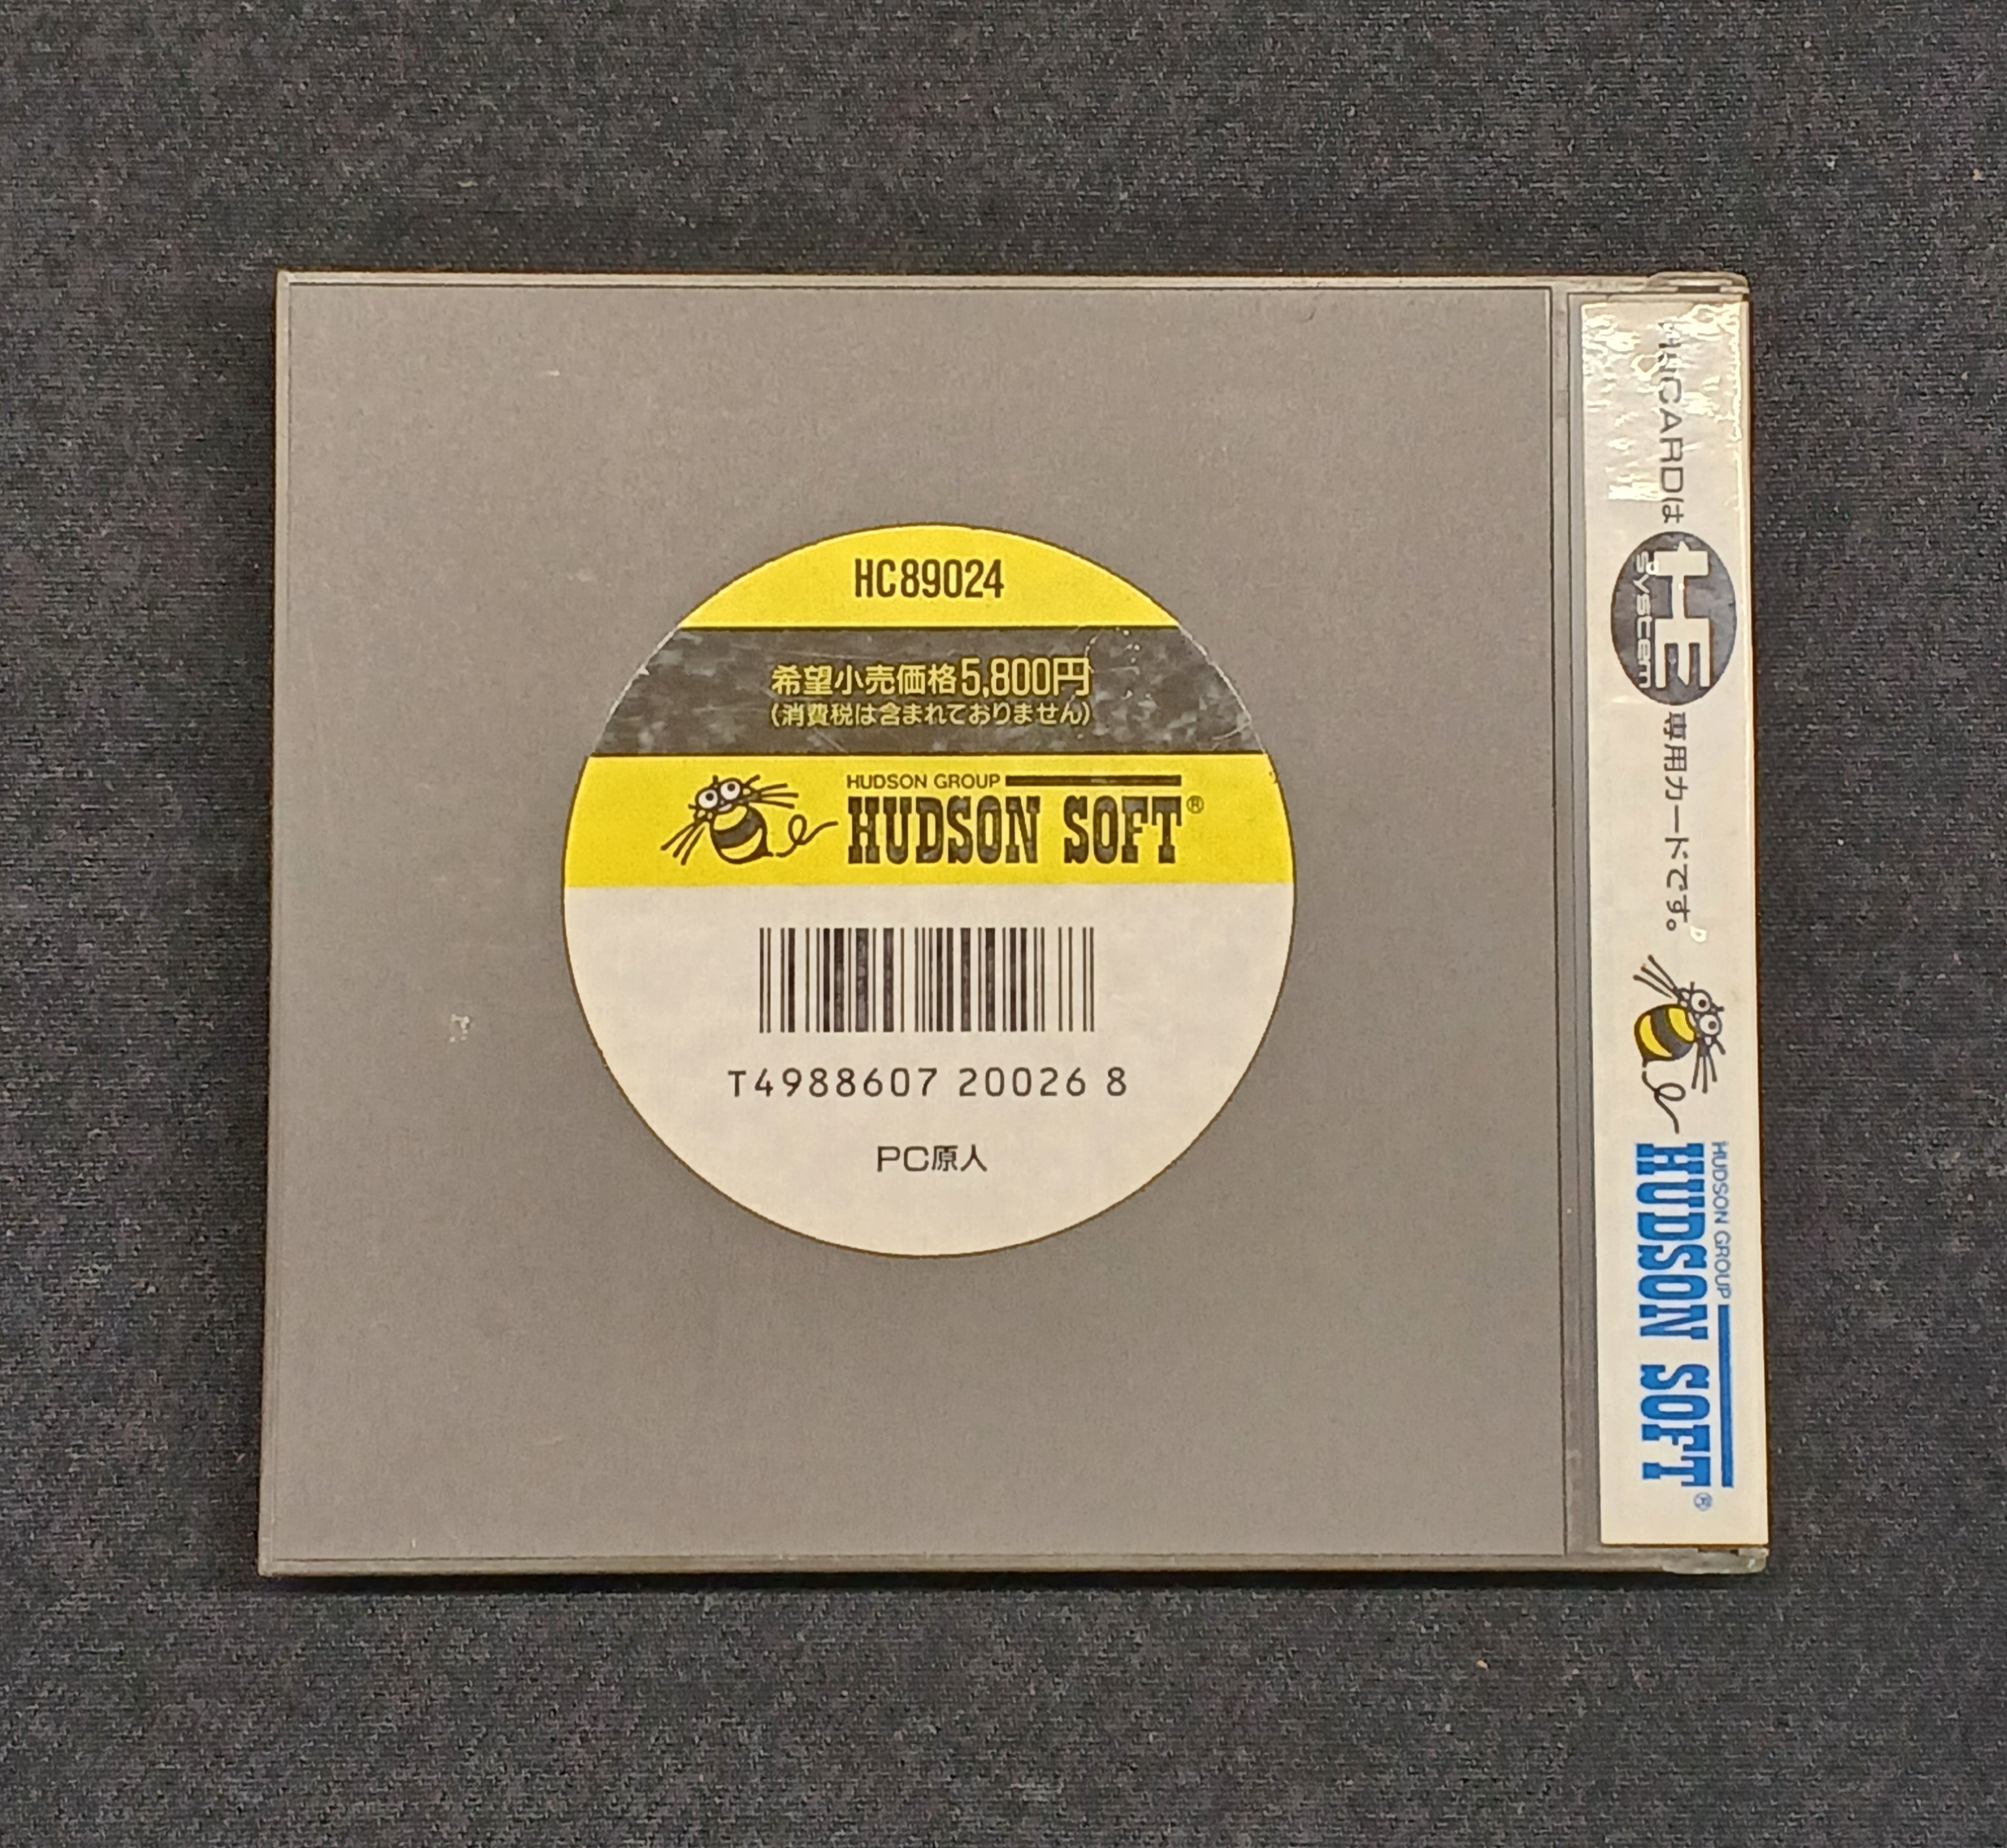 HC89024
希望小売価格5,800円
(消費税は含まれておりません)
HUDSON GROUP
HUDSON SOFT®
T4988607 20026 8
PC原人
HuCARDは
HE system
専用カードです。
HUDSON GROUP
HUDSON SOFT®